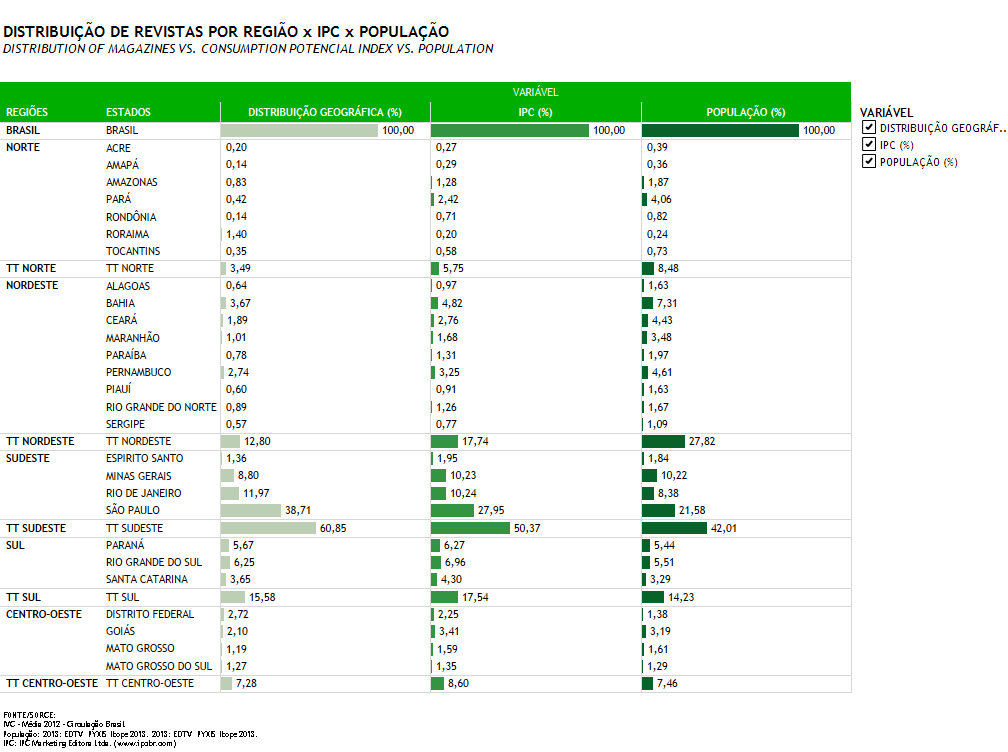 DISTRIBUIÇÃO DE REVISTAS POR REGIÃO x IPC x POPULAÇÃO
DISTRIBUTION OF MAGAZINES VS. CONSUMPTION POTENCIAL INDEX VS. POPULATION
VARIÁVEL
REGIÕES ESTADOS DISTRIBUIÇÃO GEOGRÁFICA (%) IPC (%) POPULAÇÃO (%)
BRASIL BRASIL 100,00 100,00 100,00
NORTE ACRE 0,20 0,27 0,39
AMAPÁ 0,14 0,29 0,36
AMAZONAS 0,83 1,28 1,87
PARÁ 0,42 2,42 4,06
RONDÔNIA 0,14 0,71 0,82
RORAIMA 1,40 0,20 0,24
TOCANTINS 0,35 0,58 0,73
TT NORTE TT NORTE 3,49 5,75 8,48
NORDESTE ALAGOAS 0,64 0,97 1,63
BAHIA 3,67 4,82 7,31
CEARÁ 1,89 2,76 4,43
MARANHÃO 1,01 1,68 3,48
PARAÍBA 0,78 1,31 1,97
PERNAMBUCO 2,74 3,25 4,61
PIAUÍ 0,60 0,91 1,63
RIO GRANDE DO NORTE 0,89 1,26 1,67
SERGIPE 0,57 0,77 1,09
TT NORDESTE TT NORDESTE 12,80 17,74 27,82
SUDESTE ESPIRITO SANTO 1,36 1,95 1,84
MINAS GERAIS 8,80 10,23 10,22
RIO DE JANEIRO 11,97 10,24 8,38
SÃO PAULO 38,71 27,95 21,58
TT SUDESTE TT SUDESTE 60,85 50,37 42,01
SUL PARANÁ 5,67 6,27 5,44
RIO GRANDE DO SUL 6,25 6,96 5,51
SANTA CATARINA 3,65 4,30 3,29
TT SUL TT SUL 15,58 17,54 14,23
CENTRO-OESTE DISTRITO FEDERAL 2,72 2,25 1,38
GOIÁS 2,10 3,41 3,19
MATO GROSSO 1,19 1,59 1,61
MATO GROSSO DO SUL 1,27 1,35 1,29
TT CENTRO-OESTE TT CENTRO-OESTE 7,28 8,60 7,46
VARIÁVEL
DISTRIBUIÇÃO GEOGRÁF..
IPC (%)
POPULAÇÃO (%)
FONTE/SORCE:
IVC - Média 2012 - Circulação Brasil
População: 2013: EDTV PYXIS Ibope 2013. 2013: EDTV PYXIS Ibope 2013.
IPC: IPC Marketing Editora Ltda. (www.ipcbr.com)